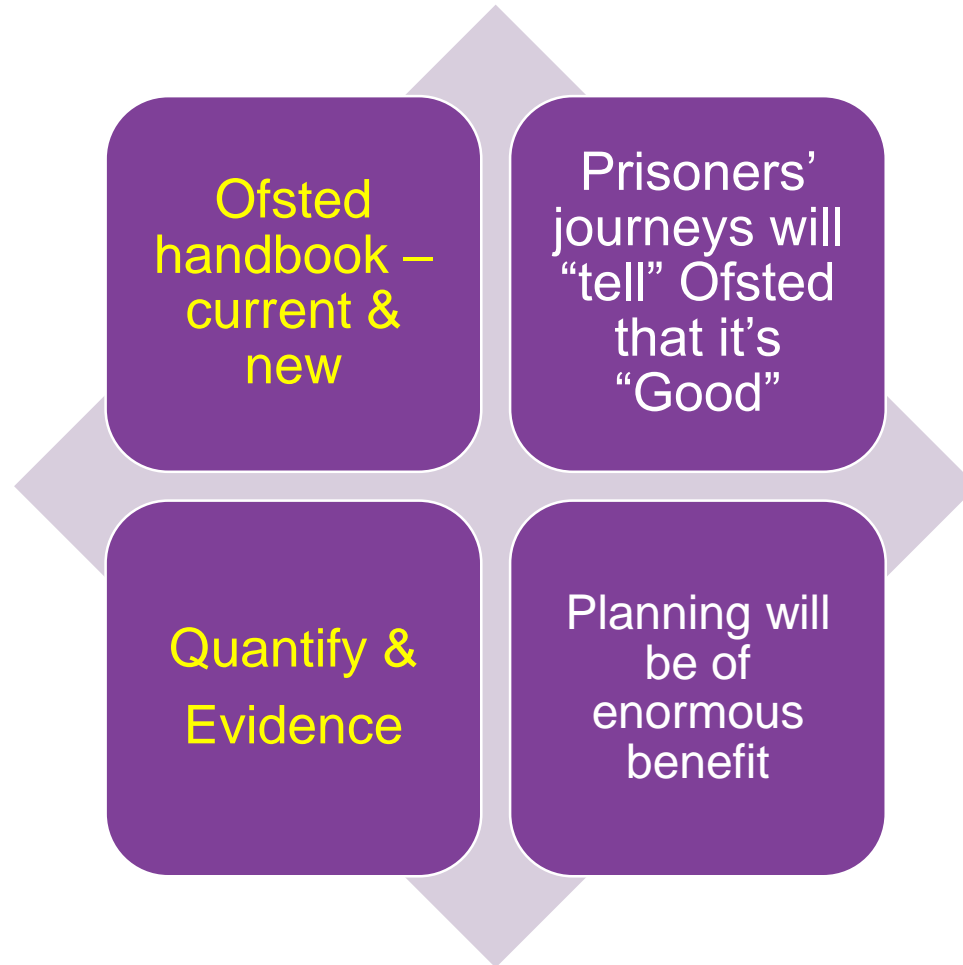 Ofsted
handbook –
current &
new
Prisoners’
journeys will
“tell” Ofsted
that it’s
“Good”
Quantify &
Evidence
Planning will
be of
enormous
benefit